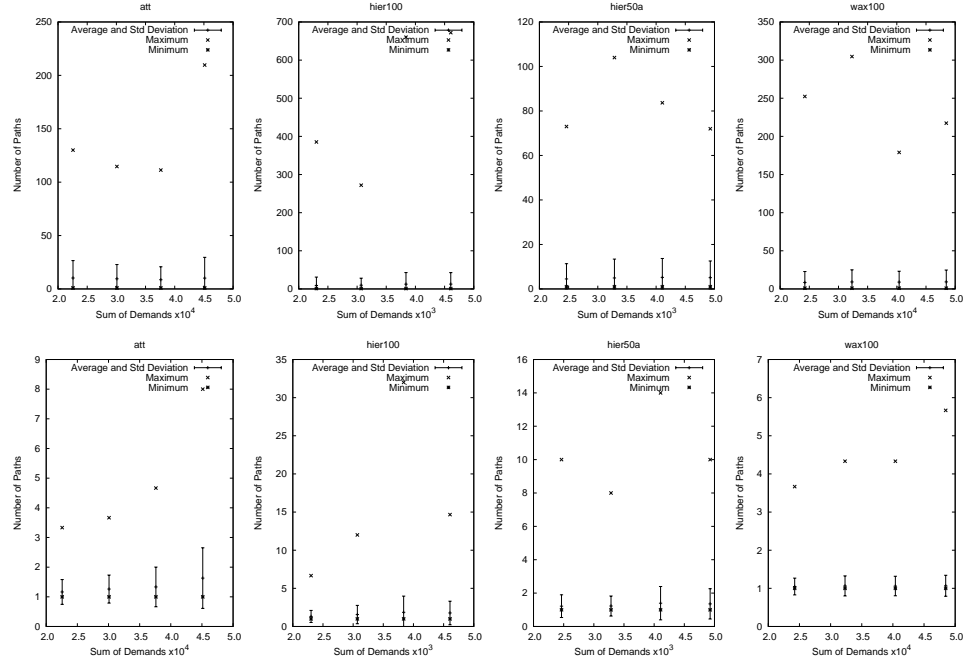 att
hier100
hier50a
wax100
Number of Paths
250
200
150
100
50
0
Average and Std Deviation
Maximum
Minimum
2.0 2.5 3.0 3.5 4.0 4.5 5.0
Sum of Demands x10^4
Number of Paths
700
600
500
400
300
200
100
0
Average and Std Deviation
Maximum
Minimum
2.0 2.5 3.0 3.5 4.0 4.5 5.0
Sum of Demands x10^3
Number of Paths
120
100
80
60
40
20
0
Average and Std Deviation
Maximum
Minimum
2.0 2.5 3.0 3.5 4.0 4.5 5.0
Sum of Demands x10^3
Number of Paths
350
300
250
200
150
100
50
0
Average and Std Deviation
Maximum
Minimum
2.0 2.5 3.0 3.5 4.0 4.5 5.0
Sum of Demands x10^4
att
hier100
hier50a
wax100
Number of Paths
9
8
7
6
5
4
3
2
1
0
Average and Std Deviation
Maximum
Minimum
2.0 2.5 3.0 3.5 4.0 4.5 5.0
Sum of Demands x10^4
Number of Paths
35
30
25
20
15
10
5
0
Average and Std Deviation
Maximum
Minimum
2.0 2.5 3.0 3.5 4.0 4.5 5.0
Sum of Demands x10^3
Number of Paths
16
14
12
10
8
6
4
2
0
Average and Std Deviation
Maximum
Minimum
2.0 2.5 3.0 3.5 4.0 4.5 5.0
Sum of Demands x10^3
Number of Paths
7
6
5
4
3
2
1
0
Average and Std Deviation
Maximum
Minimum
2.0 2.5 3.0 3.5 4.0 4.5 5.0
Sum of Demands x10^4